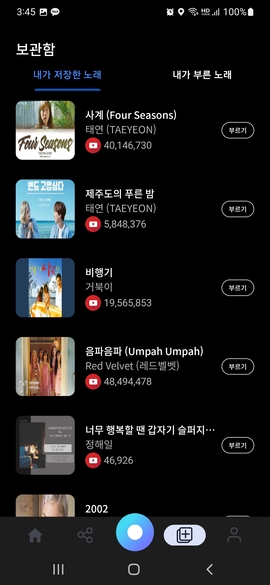 3:45
100%
보관함
내가 저장한 노래
내가 부른 노래
Four Seasons
사계 (Four Seasons)
태연 (TAEYEON)
40,146,730
부르기
제주도의 푸른 밤
태연 (TAEYEON)
5,848,376
부르기
비행기
거북이
19,565,853
부르기
음파음파 (Umpah Umpah)
Red Velvet (레드벨벳)
48,494,478
부르기
너무 행복할 땐 갑자기 슬퍼지…
정해일
46,926
부르기
2002